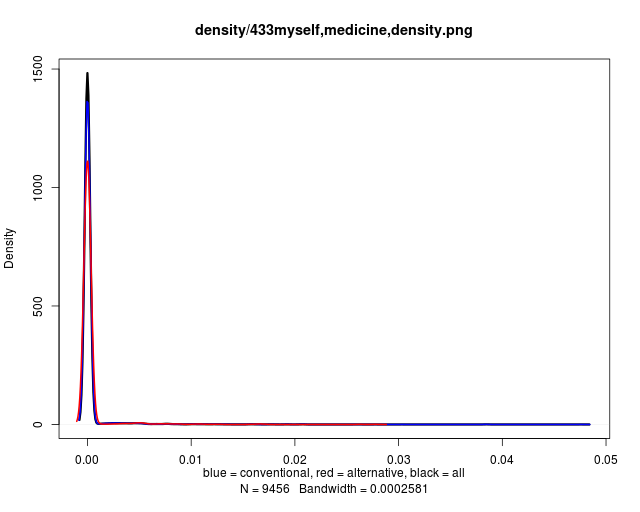 density/433myself,medicine,density.png
1500
1000
500
0
Density
0.00 0.01 0.02 0.03 0.04 0.05
blue = conventional, red = alternative, black = all
N = 9456 Bandwidth = 0.0002581